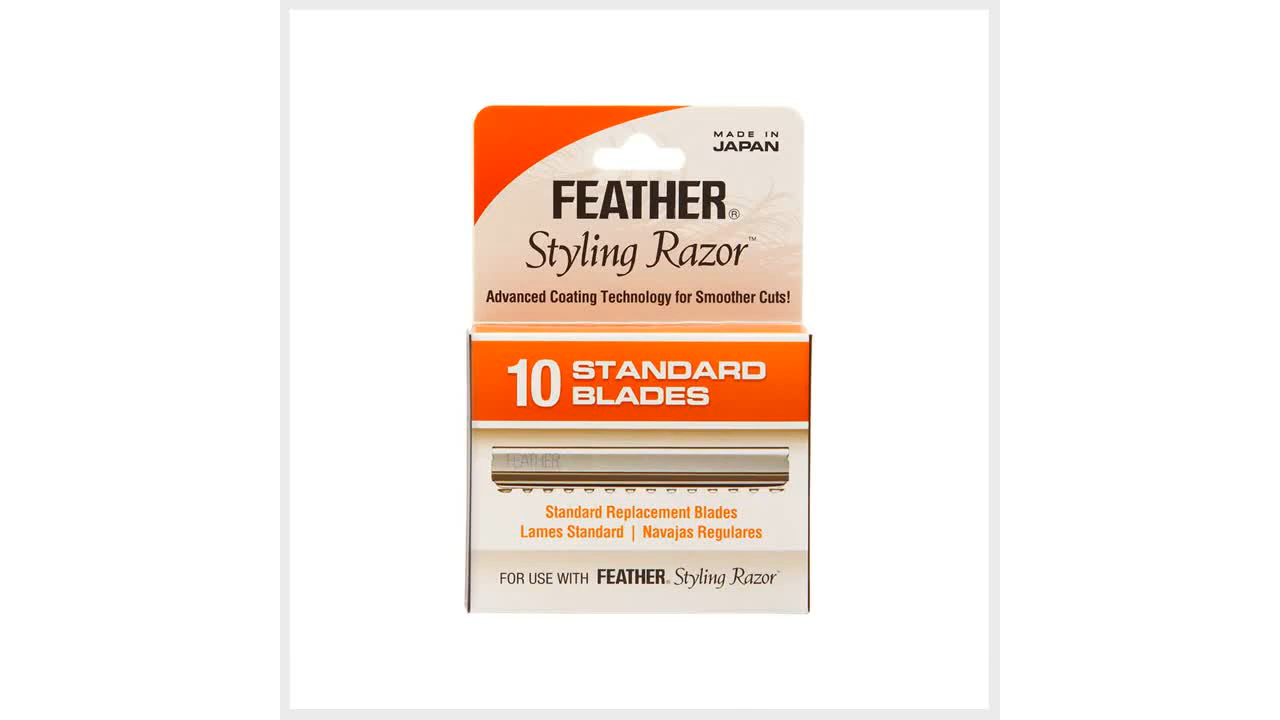 MADE IN
JAPAN
FEATHER®
Styling Razor™
Advanced Coating Technology for Smoother Cuts!
10 STANDARD
BLADES
FEATHER
Standard Replacement Blades
Lames Standard | Navajas Regulares
FOR USE WITH FEATHER® Styling Razor™